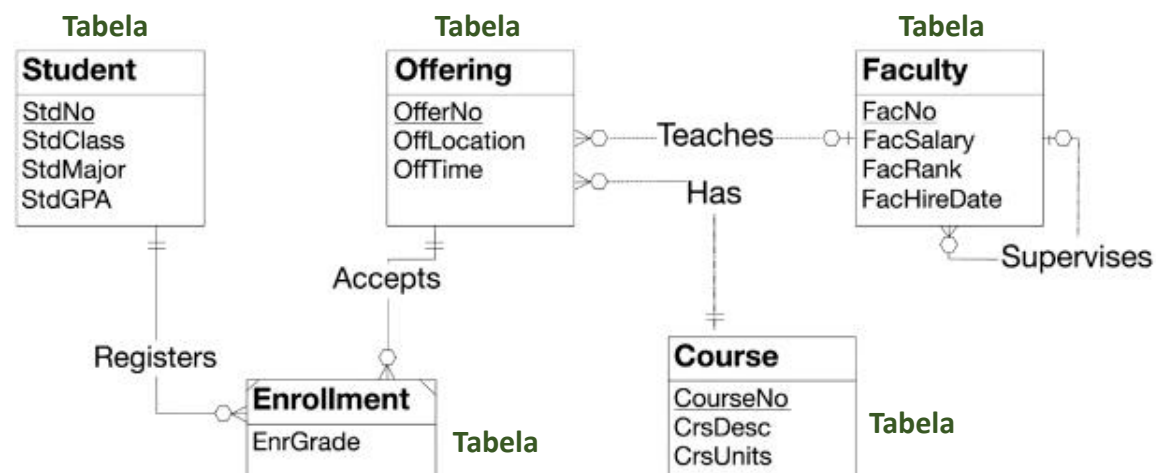 Tabela
Student
StdNo
StdClass
StdMajor
StdGPA
Tabela
Offering
OfferNo
OffLocation
OffTime
Tabela
Faculty
FacNo
FacSalary
FacRank
FacHireDate
Teaches
Has
Supervises
Accepts
Registers
Enrollment
EnrGrade
Tabela
Course
CourseNo
CrsDesc
CrsUnits
Tabela